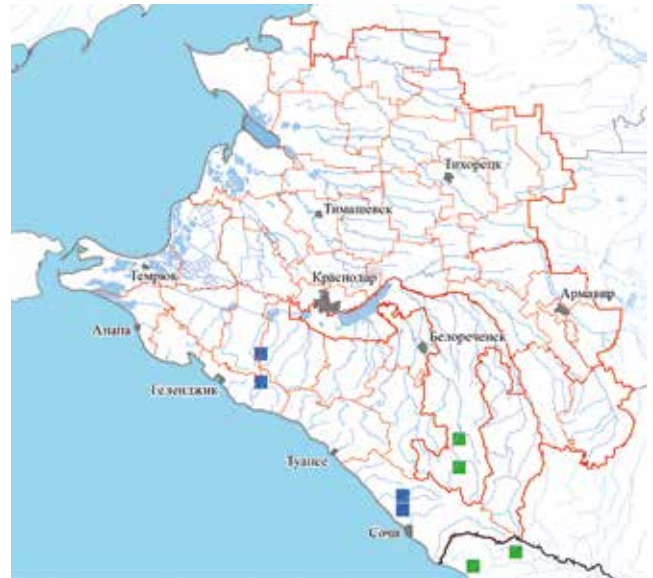 Тихорецк
Тимашевск
Темрюк
Краснодар
Армавир
Анапа
Белореченск
Геленджик
Туапсе
Сочи